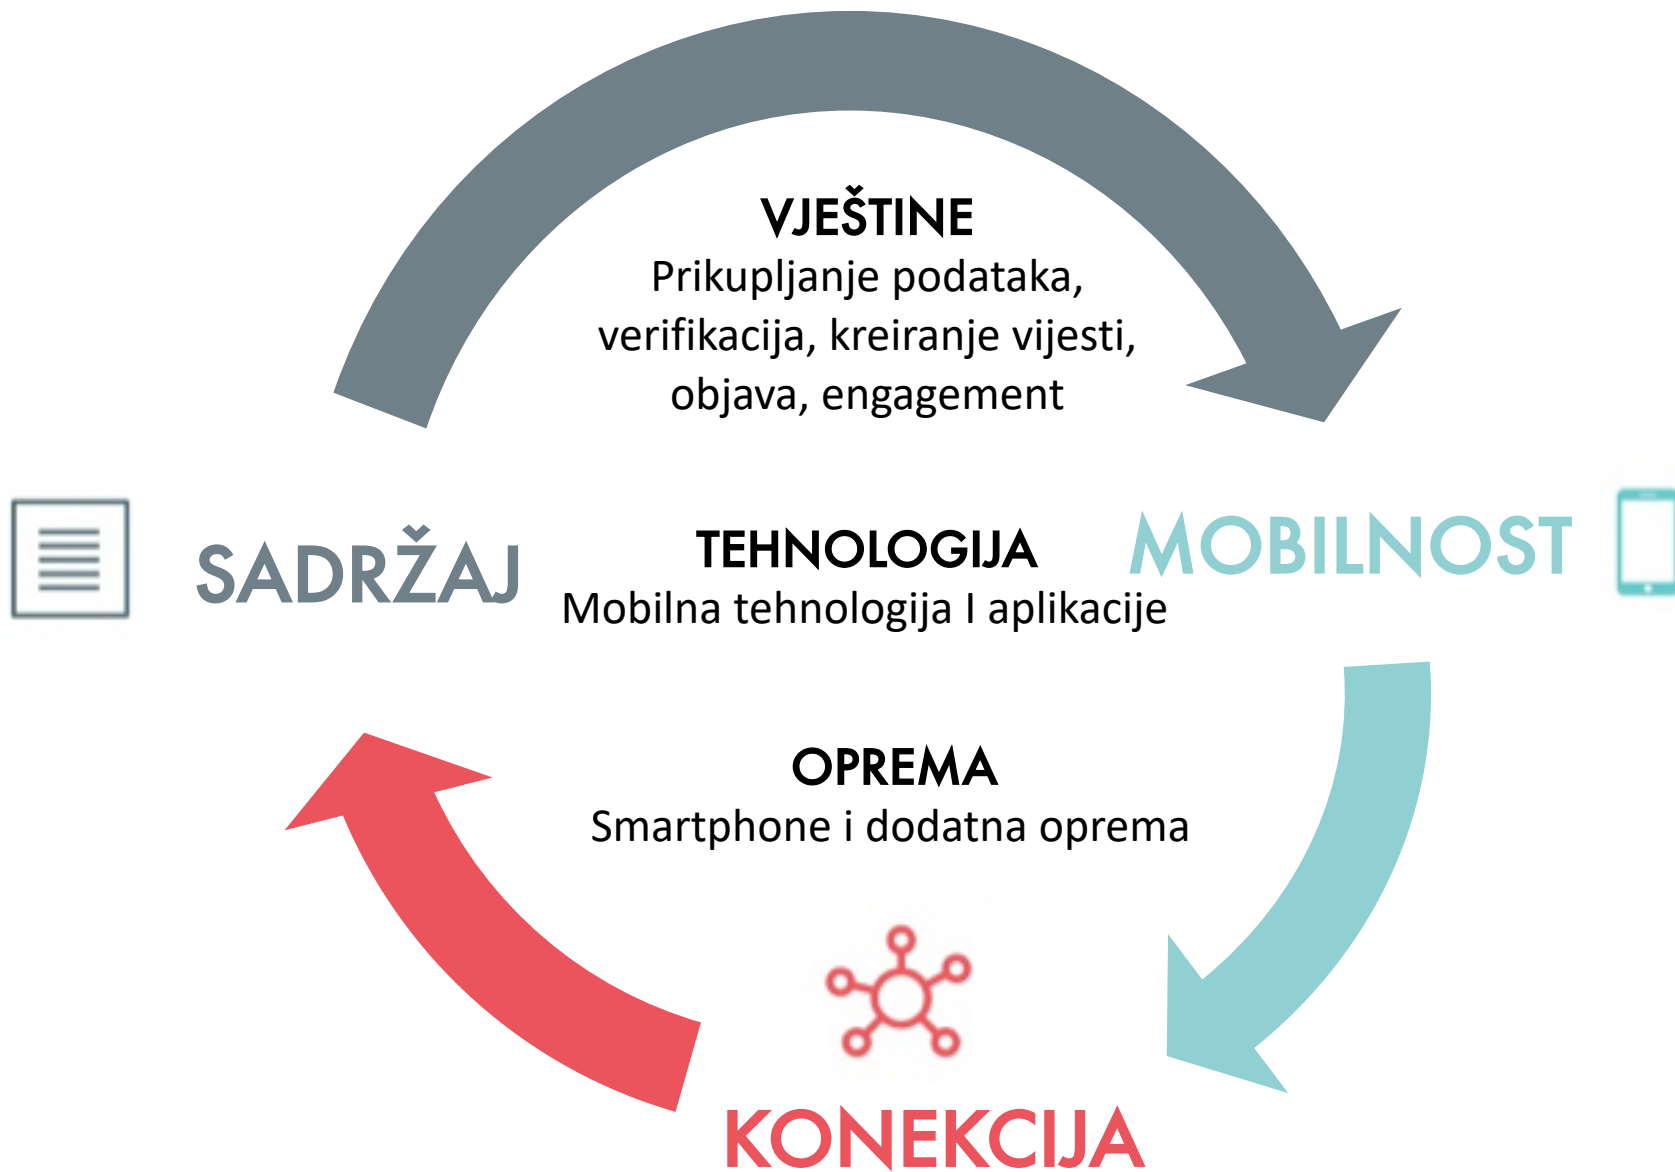 VJEŠTINE
Prikupljanje podataka,
verifikacija, kreiranje vijesti,
objava, engagement
SADRŽAJ
TEHNOLOGIJA
Mobilna tehnologija I aplikacije
MOBILNOST
OPREMA
Smartphone i dodatna oprema
KONEKCIJA